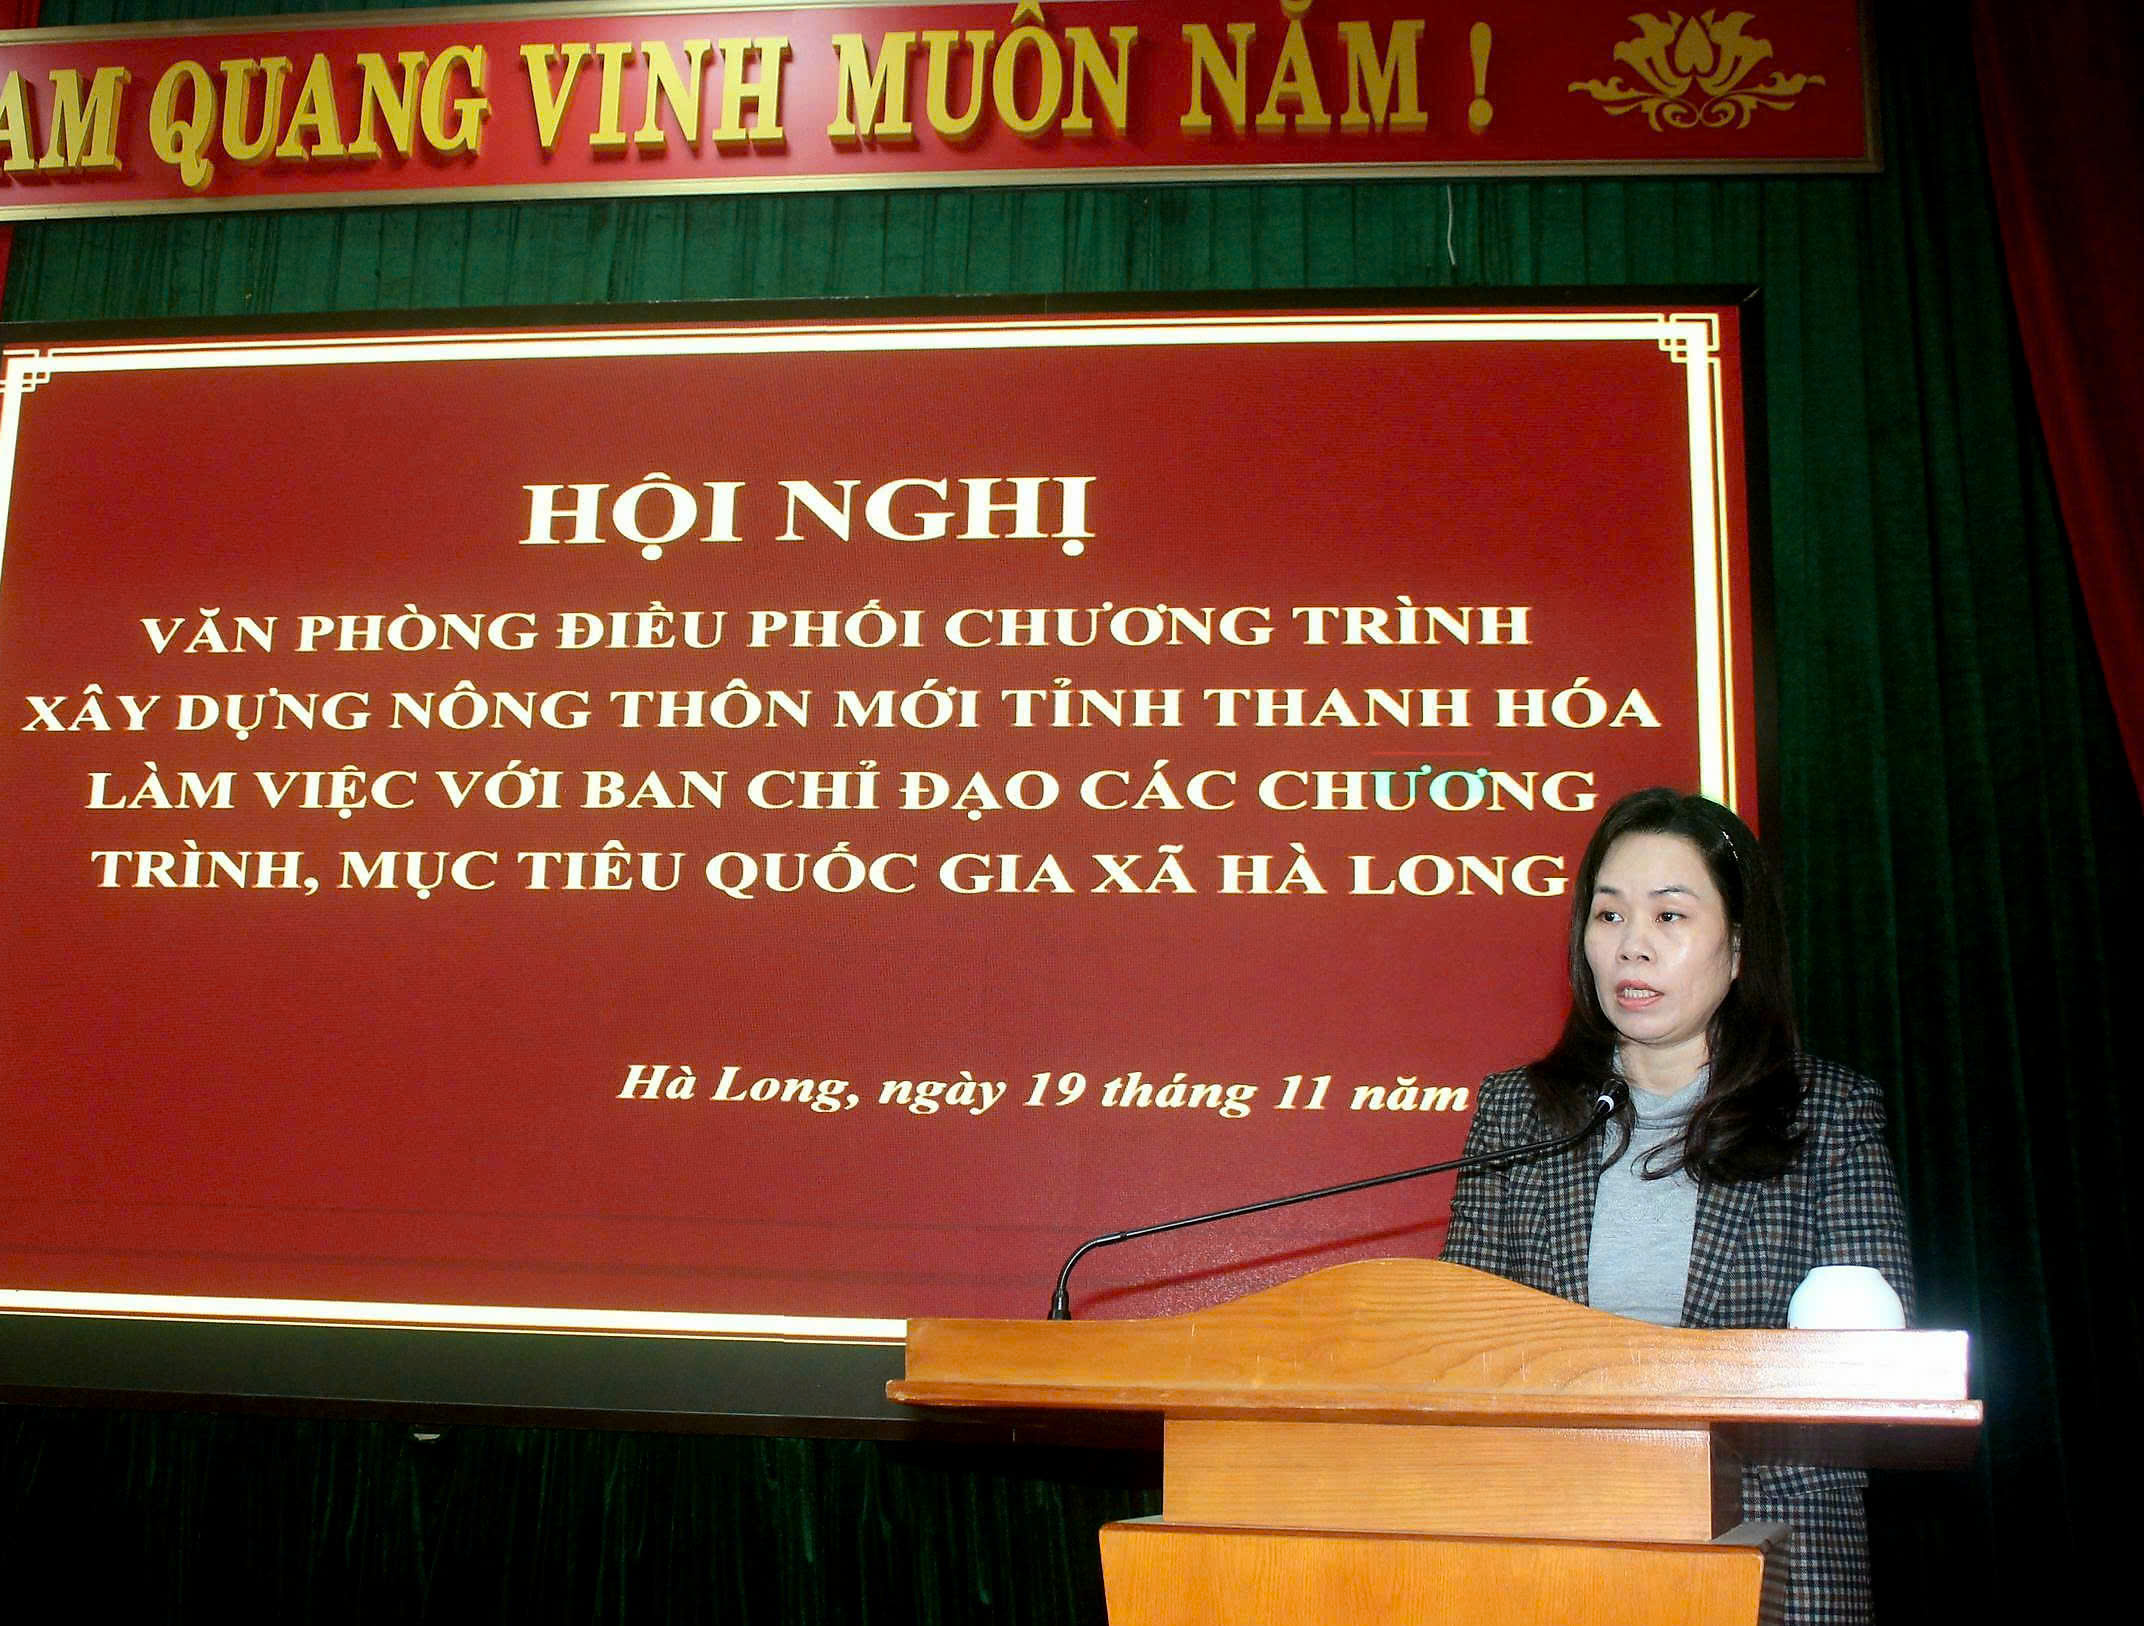 AM QUANG VINH MUÔN NĂM !
HỘI NGHỊ
VĂN PHÒNG ĐIỀU PHỐI CHƯƠNG TRÌNH
XÂY DỰNG NÔNG THÔN MỚI TỈNH THANH HÓA
LÀM VIỆC VỚI BAN CHỈ ĐẠO CÁC CHƯƠNG
TRÌNH, MỤC TIÊU QUỐC GIA XÃ HÀ LONG
Hà Long, ngày 19 tháng 11 năm